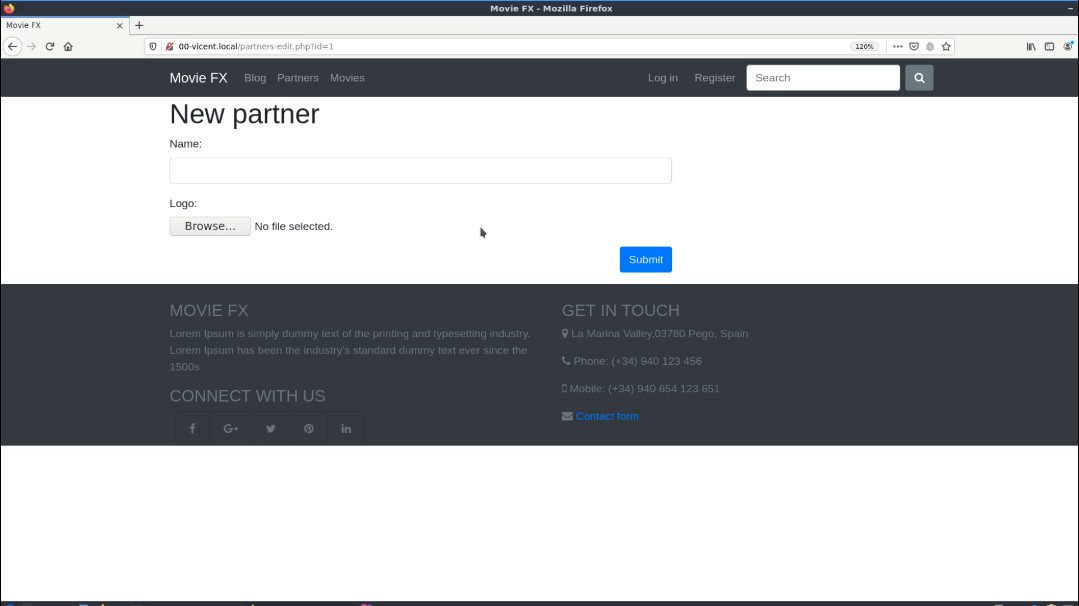 Movie FX - Mozilla Firefox
Movie FX
00-vicent.local/partners-edit.php?id=1
120%
Movie FX Blog Partners Movies Log in Register Search
New partner
Name:
Logo:
Browse... No file selected.
Submit
MOVIE FX
Lorem Ipsum is simply dummy text of the printing and typesetting industry.
Lorem Ipsum has been the industry's standard dummy text ever since the
1500s
CONNECT WITH US
G+
in
GET IN TOUCH
La Marina Valley,03780 Pego, Spain
Phone: (+34) 940 123 456
Mobile: (+34) 940 654 123 651
Contact form